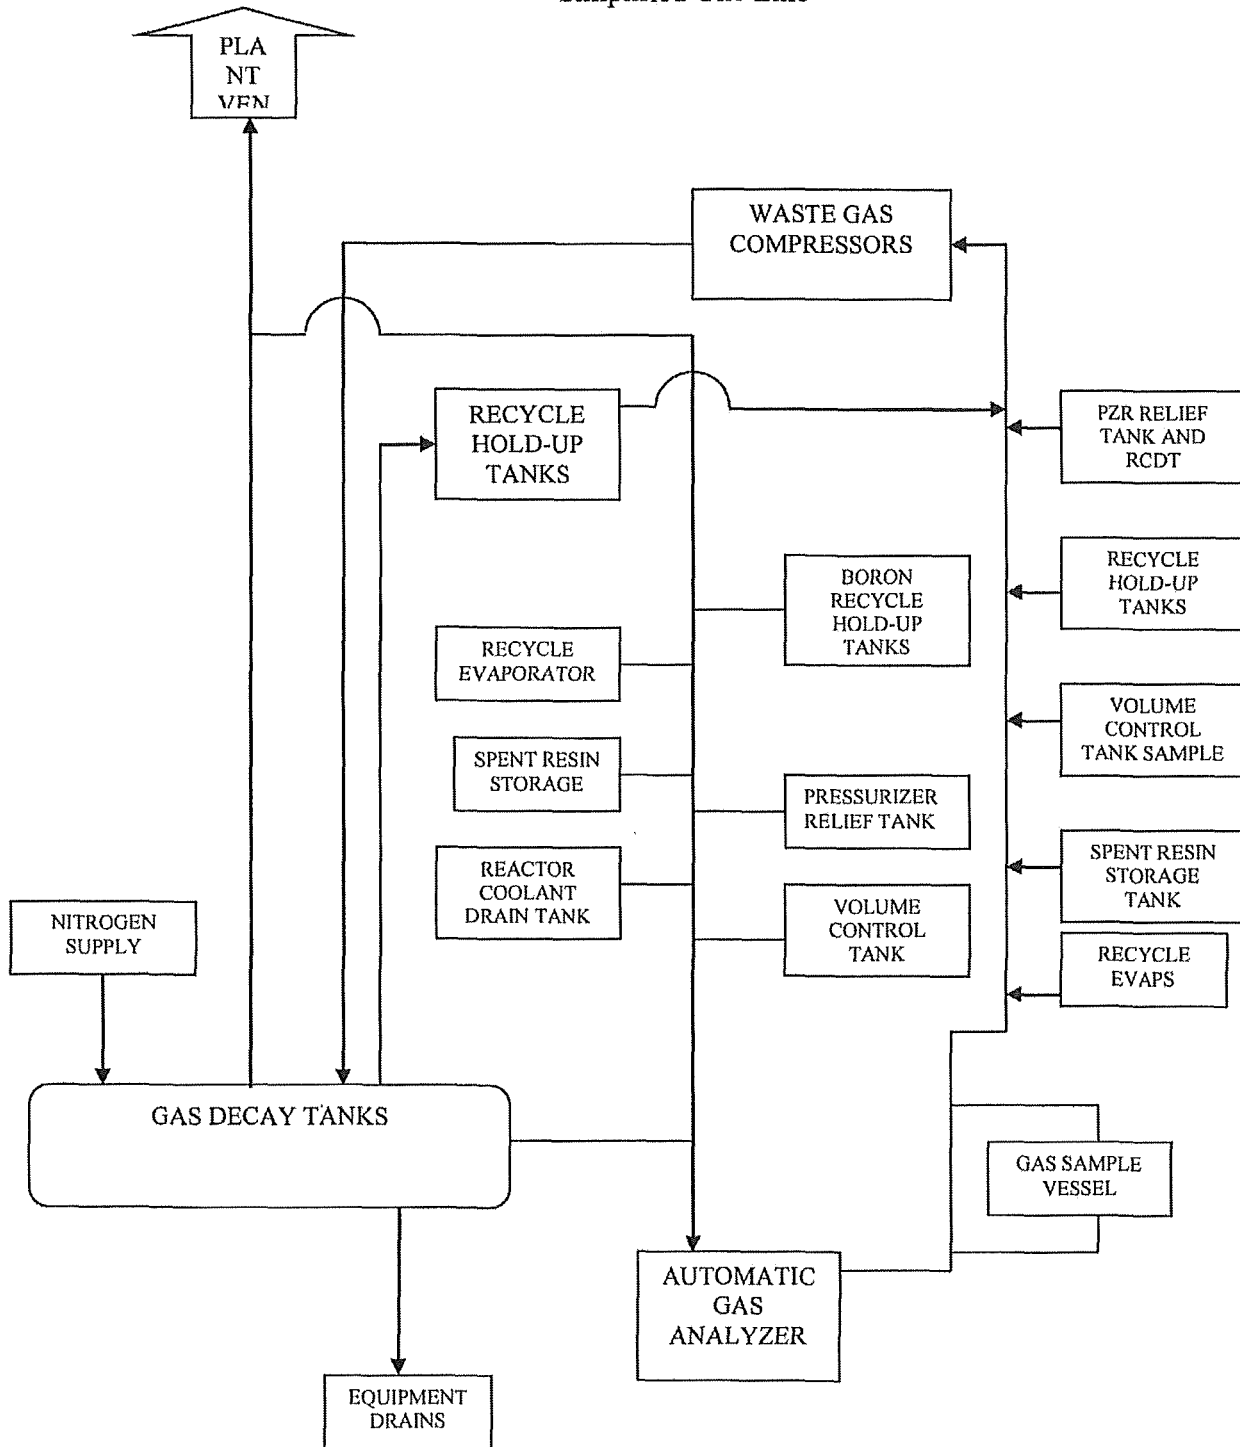 PLA
NT
VEN
WASTE GAS
COMPRESSORS
RECYCLE
HOLD-UP
TANKS
PZR RELIEF
TANK AND
RCDT
BORON
RECYCLE
HOLD-UP
TANKS
RECYCLE
HOLD-UP
TANKS
RECYCLE
EVAPORATOR
VOLUME
CONTROL
TANK SAMPLE
SPENT RESIN
STORAGE
PRESSURIZER
RELIEF TANK
SPENT RESIN
STORAGE
TANK
REACTOR
COOLANT
DRAIN TANK
VOLUME
CONTROL
TANK
NITROGEN
SUPPLY
RECYCLE
EVAPS
GAS DECAY TANKS
GAS SAMPLE
VESSEL
AUTOMATIC
GAS
ANALYZER
EQUIPMENT
DRAINS